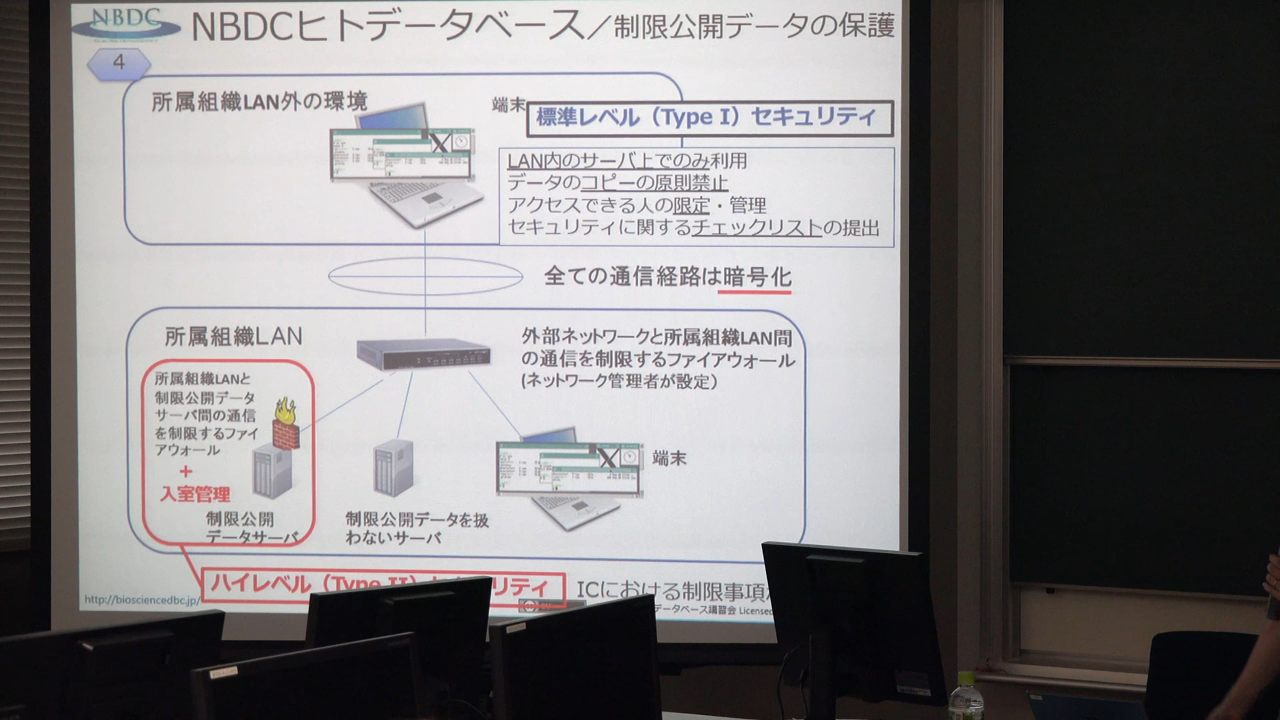 NBDC
NBDCヒトデータベース／制限公開データの保護
4
所属組織LAN外の環境
端末
標準レベル（Type I）セキュリティ
LAN内のサーバ上でのみ利用
データのコピーの原則禁止
アクセスできる人の限定・管理
セキュリティに関するチェックリストの提出
全ての通信経路は暗号化
所属組織LAN
外部ネットワークと所属組織LAN間
の通信を制限するファイアウォール
(ネットワーク管理者が設定)
所属組織LANと
制限公開データ
サーバ間の通信
を制限するファイ
アウォール
+
入室管理
制限公開
データサーバ
制限公開データを扱
わないサーバ
端末
ハイレベル（Type II）
リティ
ICにおける制限事項
http://biosciencedbc.jp/
データベース講習会 Licensed